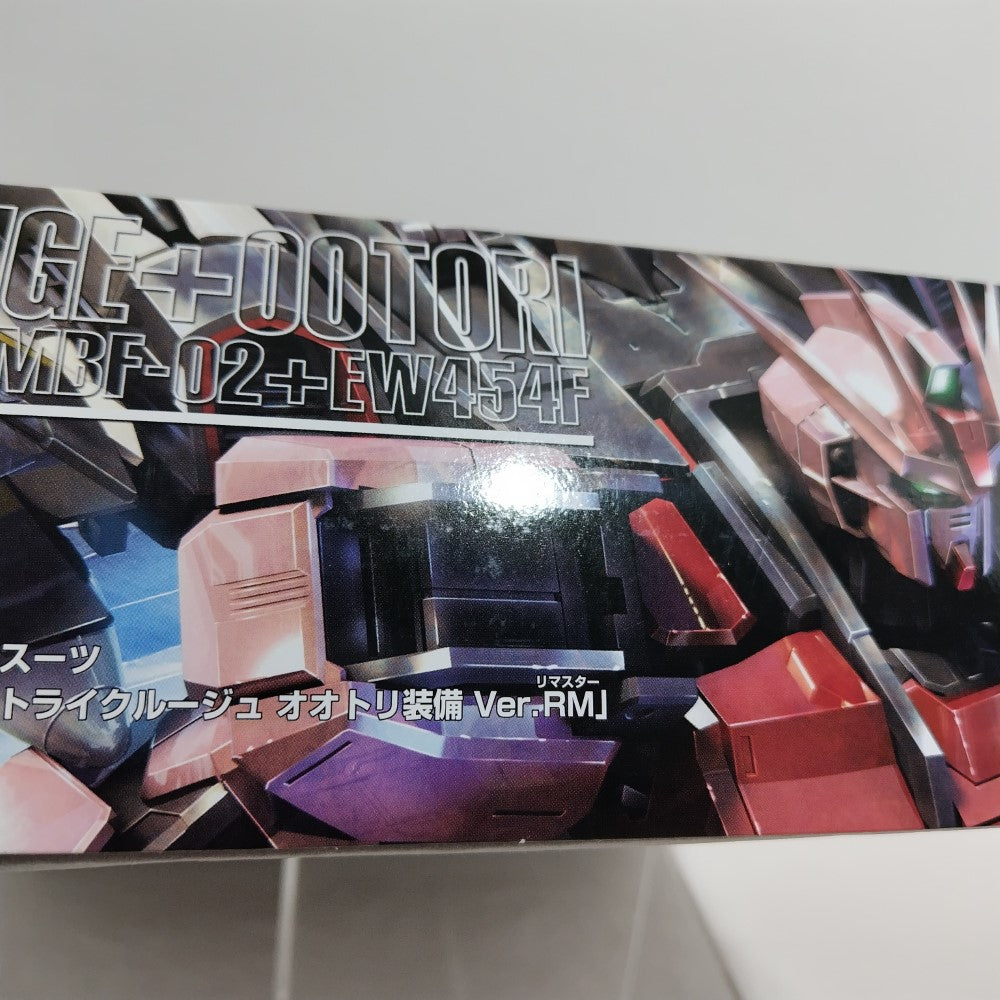 UGE+OOTORI
MBF-02+EW454F
スーツ
トライクルージュ オオトリ装備 Ver.RM」
リマスター